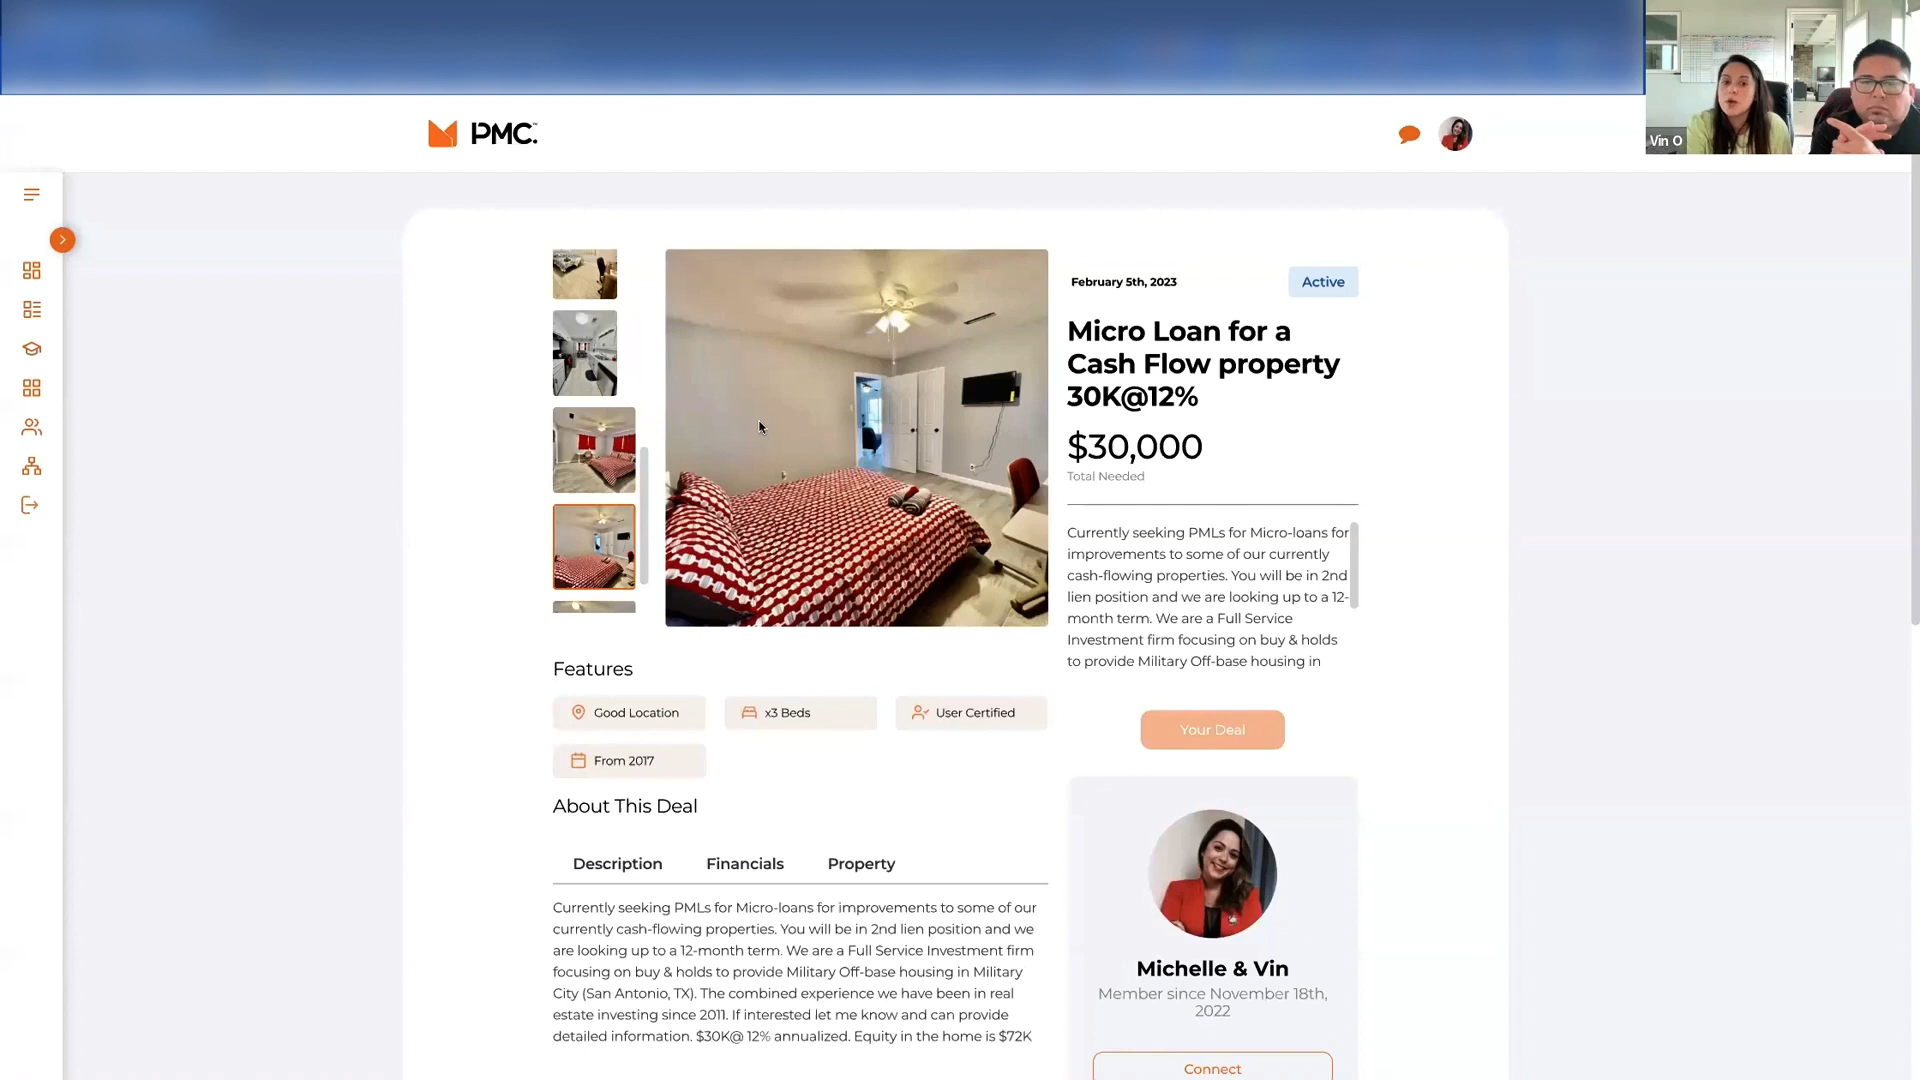 PMC.
Vin O
February 5th, 2023
Active
Micro Loan for a
Cash Flow property
30K@12%
$30,000
Total Needed
Currently seeking PMLs for Micro-loans for
improvements to some of our currently
cash-flowing properties. You will be in 2nd
lien position and we are looking up to a 12-
month term. We are a Full Service
Investment firm focusing on buy & holds
to provide Military Off-base housing in
Your Deal
Features
Good Location
x3 Beds
User Certified
From 2017
About This Deal
Description
Financials
Property
Currently seeking PMLs for Micro-loans for improvements to some of our
currently cash-flowing properties. You will be in 2nd lien position and we
are looking up to a 12-month term. We are a Full Service Investment firm
focusing on buy & holds to provide Military Off-base housing in Military
City (San Antonio, TX). The combined experience we have been in real
estate investing since 2011. If interested let me know and can provide
detailed information. $30K@ 12% annualized. Equity in the home is $72K
Michelle & Vin
Member since November 18th,
2022
Connect